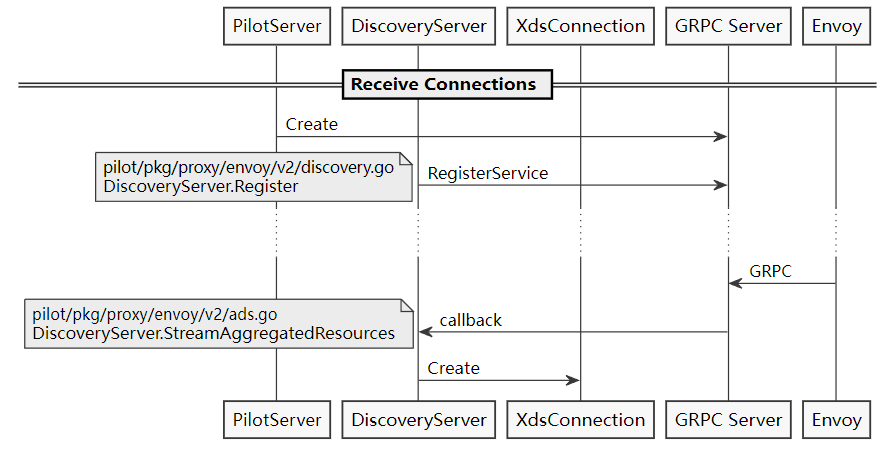 PilotServer
DiscoveryServer
XdsConnection
GRPC Server
Envoy
Receive Connections
Create
pilot/pkg/proxy/envoy/v2/discovery.go
DiscoveryServer.Register
RegisterService
GRPC
pilot/pkg/proxy/envoy/v2/ads.go
DiscoveryServer.StreamAggregatedResources
callback
Create
PilotServer
DiscoveryServer
XdsConnection
GRPC Server
Envoy